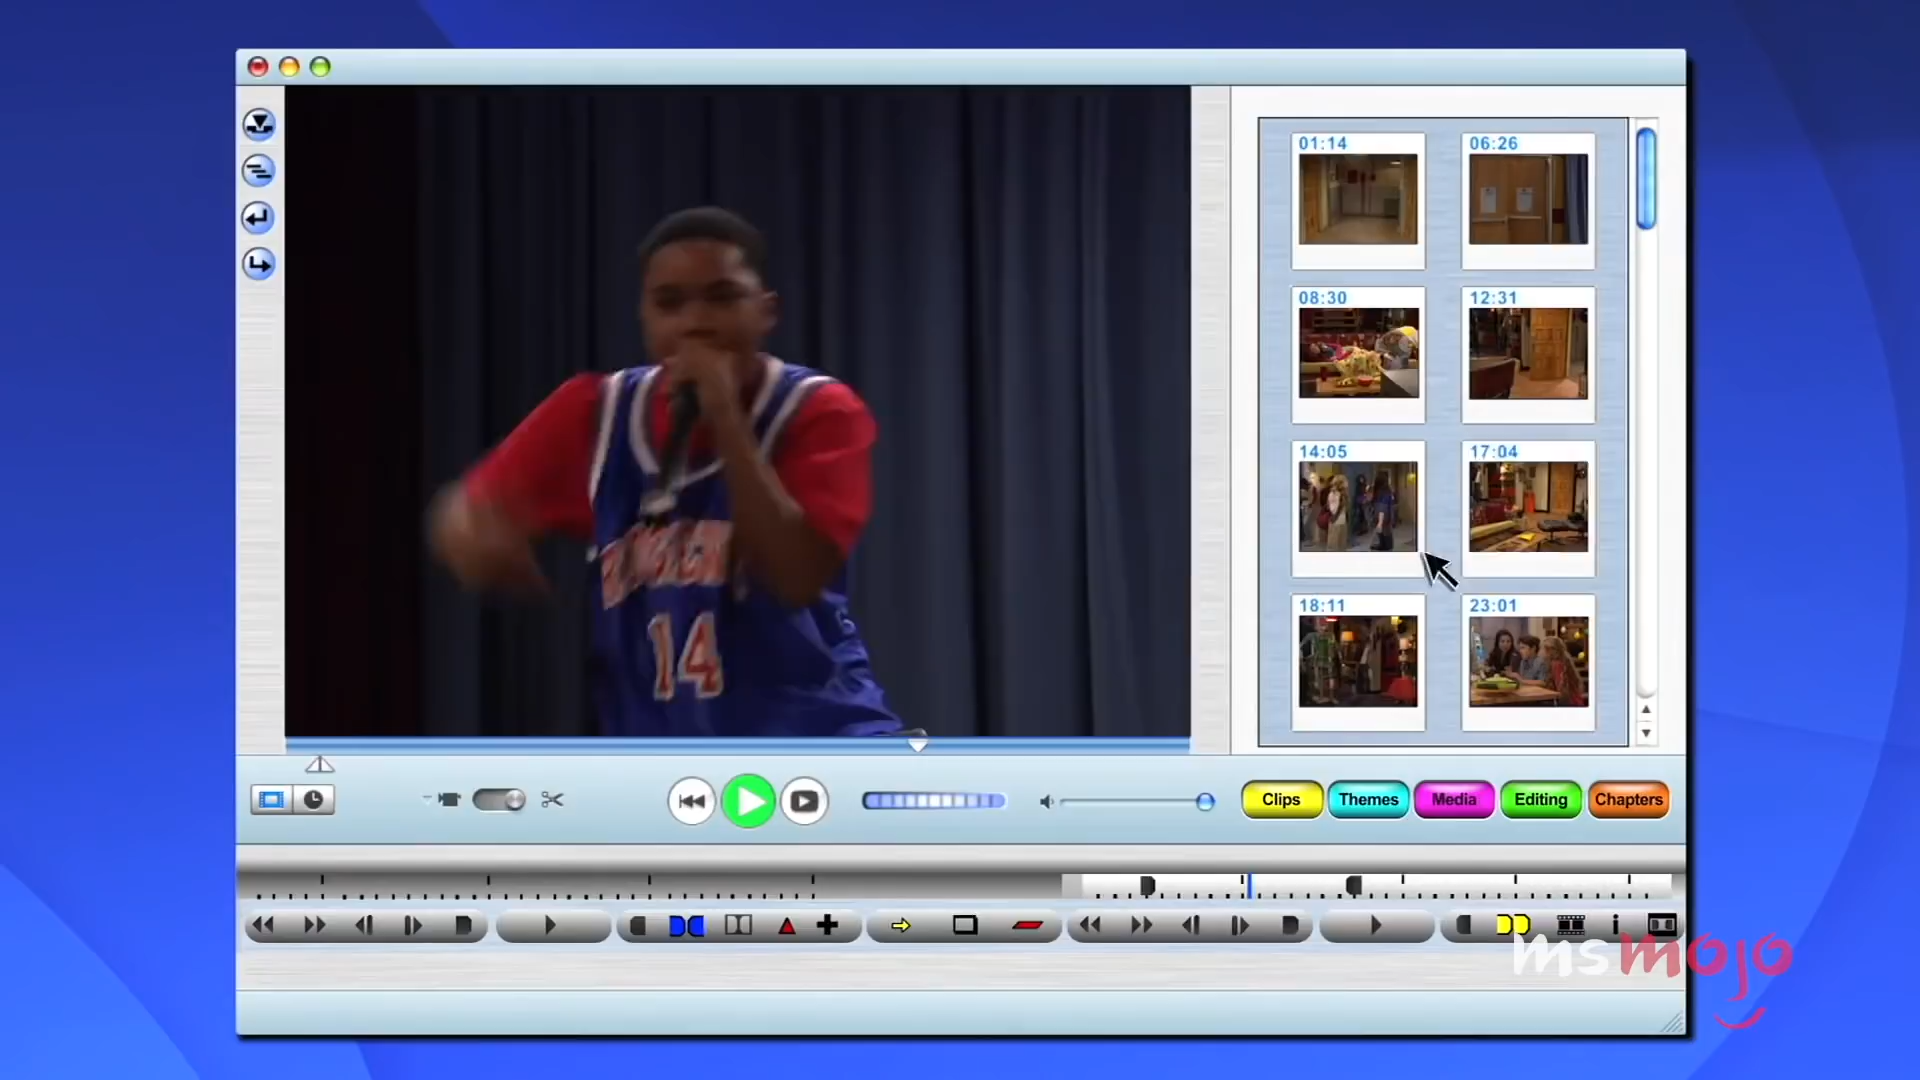 01:14
06:26
08:30
12:31
14:05
17:04
18:11
23:01
14
Clips
Themes
Media
Editing
Chapters
msmojo